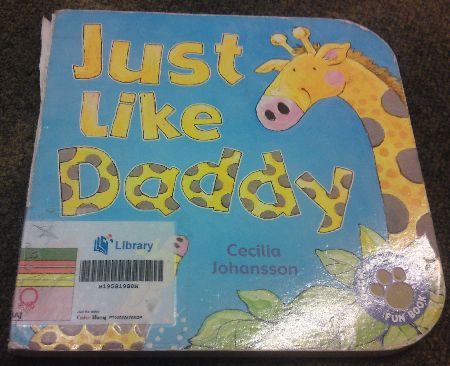 Just
Like
Daddy
Cecilia
Johansson
Library
FUN BOOK